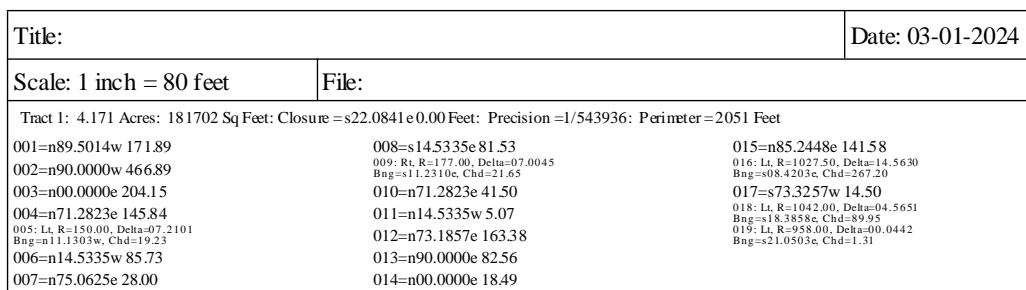 Title:
Date: 03-01-2024
Scale: 1 inch = 80 feet
File:
Tract 1: 4.171 Acres: 181702 Sq Feet: Closure = s22.0841e 0.00 Feet: Precision =1/543936: Perimeter = 2051 Feet
001=n89.5014w 171.89
002=n90.0000w 466.89
003=n00.0000e 204.15
004=n71.2823e 145.84
005: Lt, R=150.00, Delta=07.2101
Bng=n11.1303w, Chd=19.23
006=n14.5335w 85.73
007=n75.0625e 28.00
008=s14.5335e 81.53
009: Rt, R=177.00, Delta=07.0045
Bng=s11.2310e, Chd=21.65
010=n71.2823e 41.50
011=n14.5335w 5.07
012=n73.1857e 163.38
013=n90.0000e 82.56
014=n00.0000e 18.49
015=n85.2448e 141.58
016: Lt, R=1027.50, Delta=14.5630
Bng=s08.4203e, Chd=267.20
017=s73.3257w 14.50
018: Lt, R=1042.00, Delta=04.5651
Bng=s18.3858e, Chd=89.95
019: Lt, R=958.00, Delta=00.0442
Bng=s21.0503e, Chd=1.31